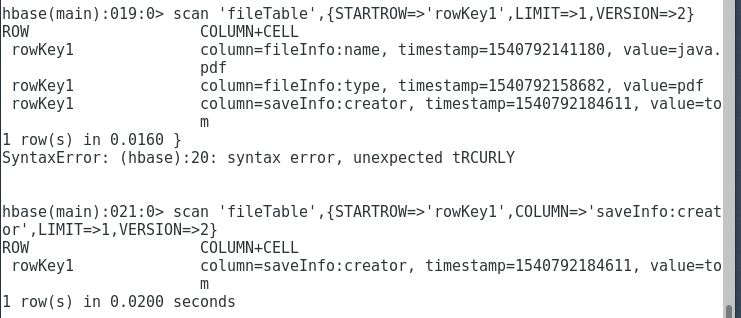 hbase(main):019:0> scan 'fileTable',{STARTROW=>'rowKey1',LIMIT=>1,VERSION=>2}
ROW                   COLUMN+CELL
 rowKey1              column=fileInfo:name, timestamp=1540792141180, value=java.
                      pdf
 rowKey1              column=fileInfo:type, timestamp=1540792158682, value=pdf
 rowKey1              column=saveInfo:creator, timestamp=1540792184611, value=to
                      m
1 row(s) in 0.0160 }
SyntaxError: (hbase):20: syntax error, unexpected tRCURLY
hbase(main):021:0> scan 'fileTable',{STARTROW=>'rowKey1',COLUMN=>'saveInfo:creat
or',LIMIT=>1,VERSION=>2}
ROW                   COLUMN+CELL
 rowKey1              column=saveInfo:creator, timestamp=1540792184611, value=to
                      m
1 row(s) in 0.0200 seconds